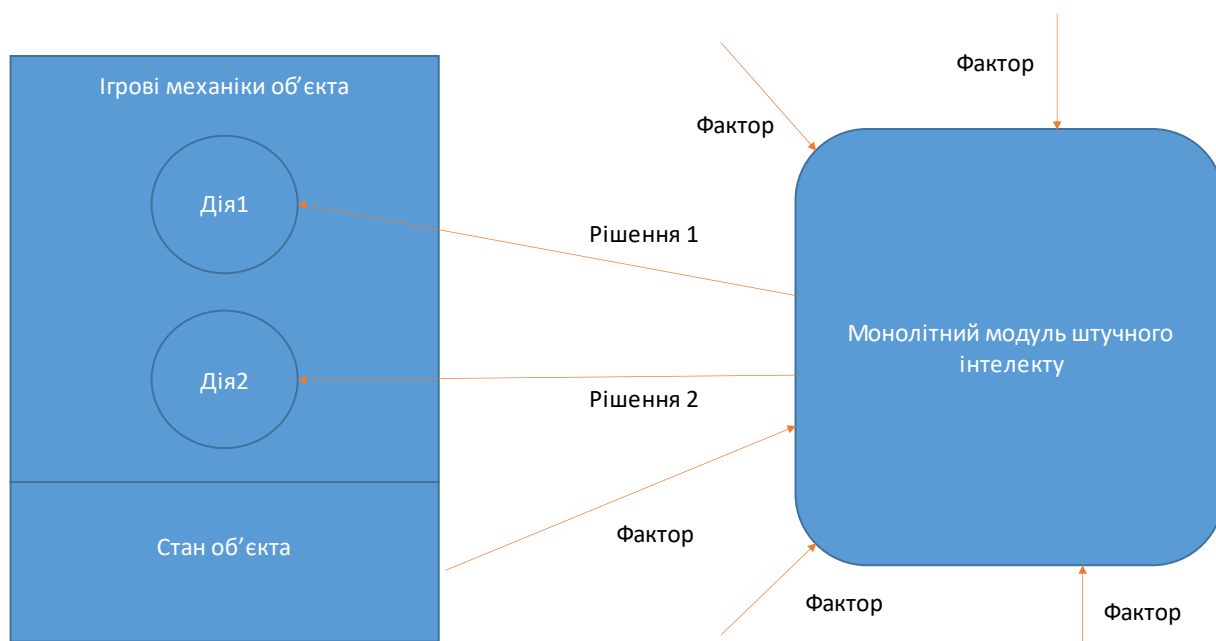 Фактор
Ігрові механіки об’єкта
Фактор
Дія1
Рішення 1
Монолітний модуль штучного
інтелекту
Дія2
Рішення 2
Фактор
Стан об’єкта
Фактор
Фактор